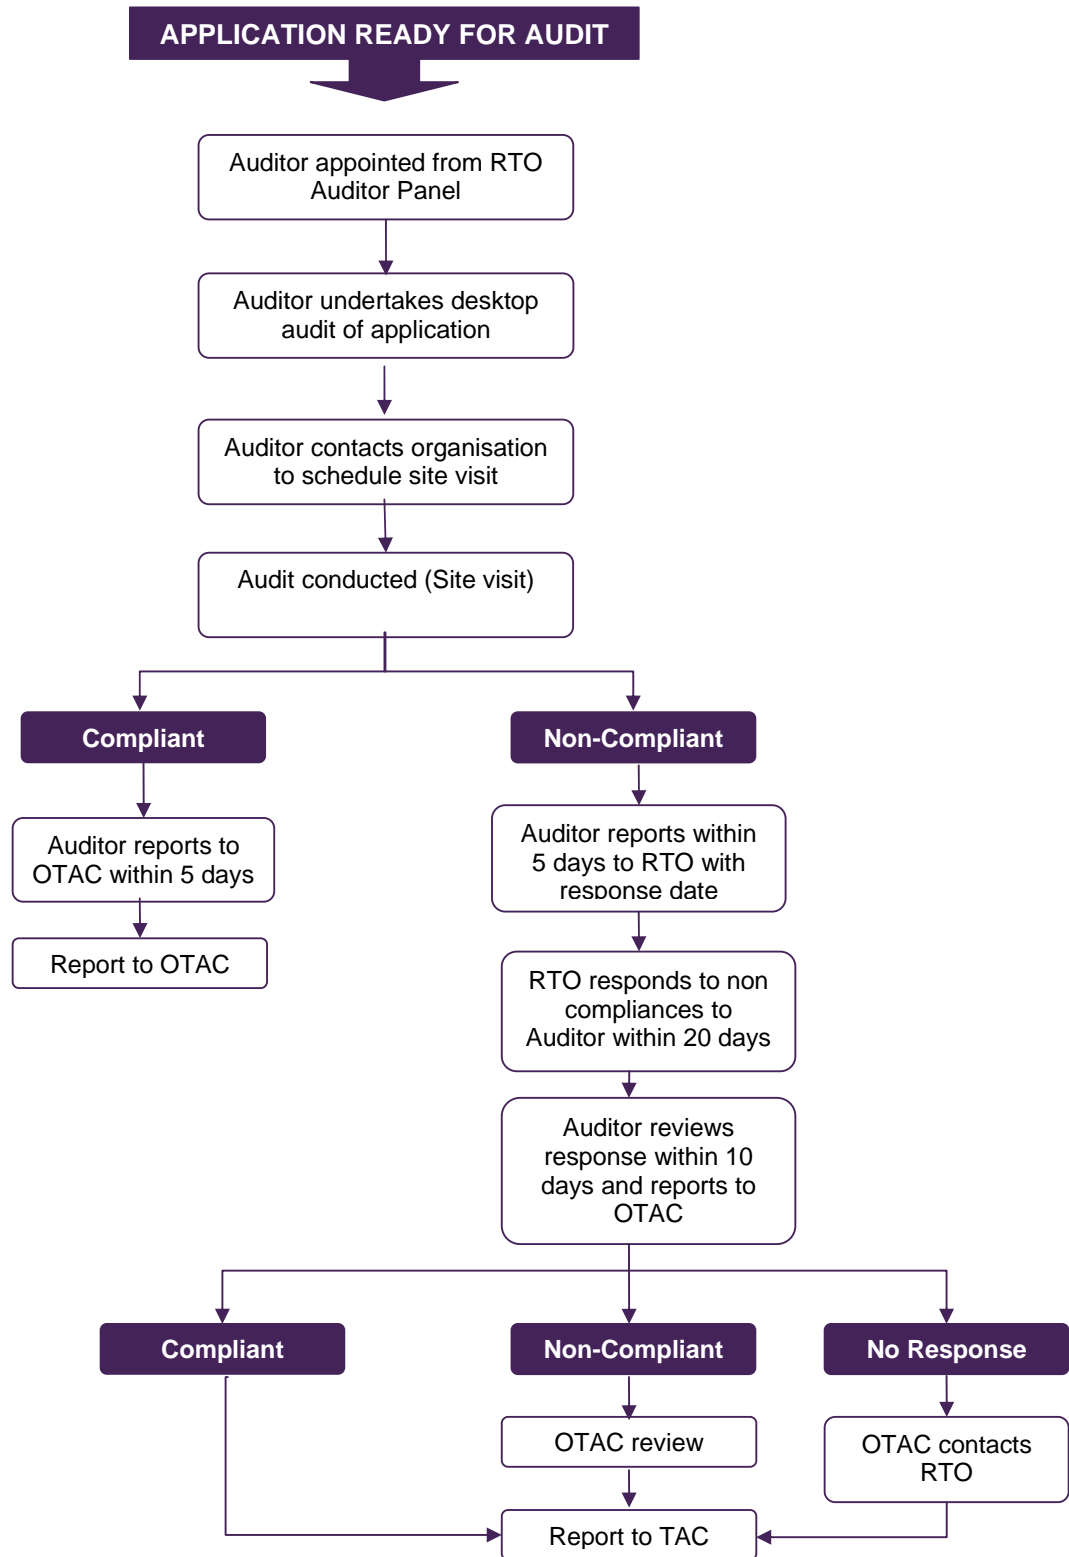 APPLICATION READY FOR AUDIT
Auditor appointed from RTO
Auditor Panel
Auditor undertakes desktop
audit of application
Auditor contacts organisation
to schedule site visit
Audit conducted (Site visit)
Compliant
Non-Compliant
Auditor reports to
OTAC within 5 days
Auditor reports within
5 days to RTO with
response date
Report to OTAC
RTO responds to non
compliances to
Auditor within 20 days
Auditor reviews
response within 10
days and reports to
OTAC
Compliant
Non-Compliant
No Response
OTAC review
OTAC contacts
RTO
Report to TAC